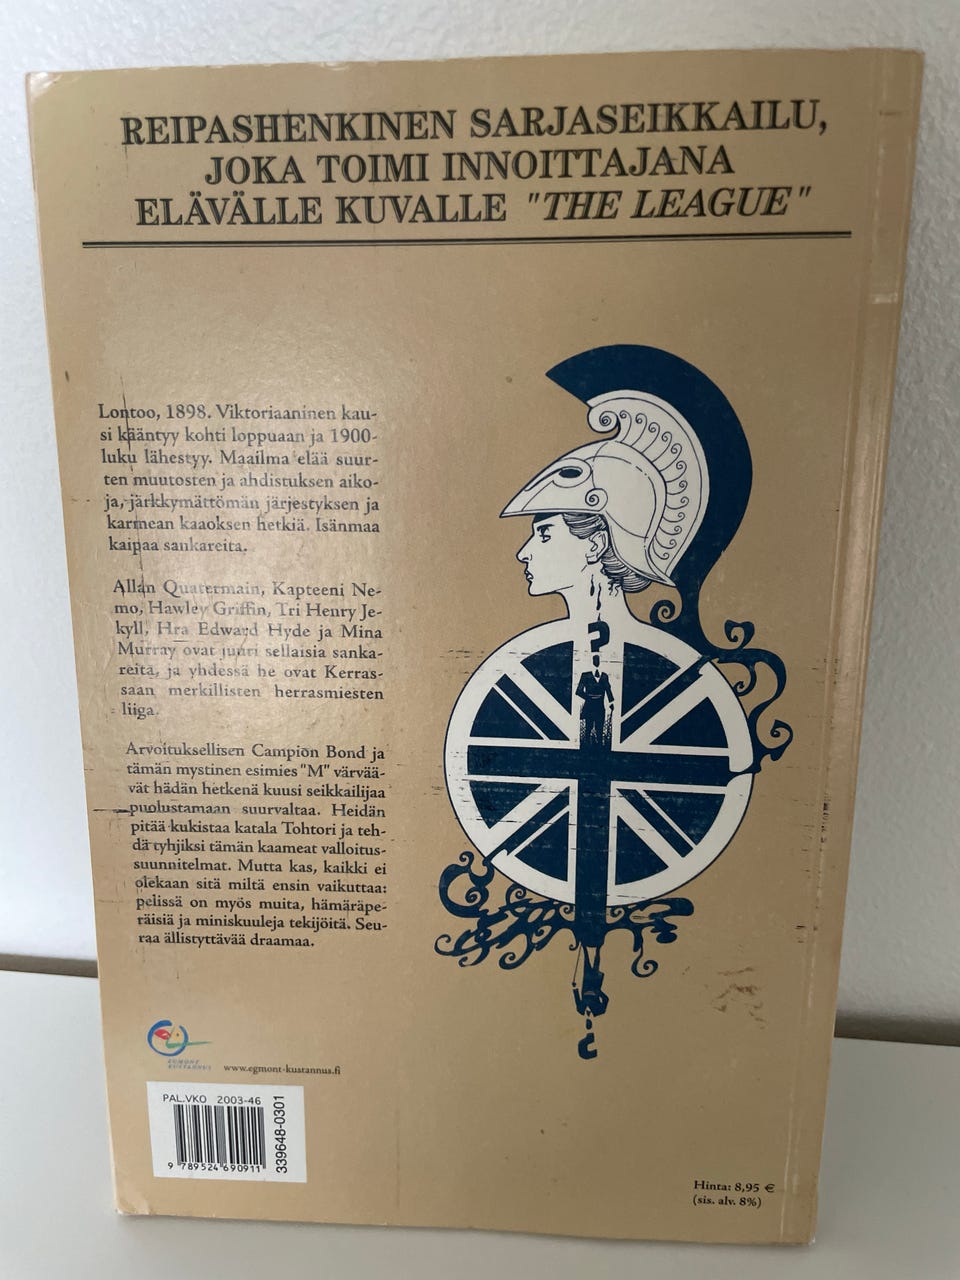 REIPASHENKINEN SARJASEIKKAILU,
JOKA TOIMI INNOITTAJANA
ELÄVÄLLE KUVALLE "THE LEAGUE"
Lontoo, 1898. Viktoriaaninen kau-
si kääntyy kohti loppuaan ja 1900-
luku lähestyy. Maailma elää suur-
ten muutosten ja ahdistuksen aiko-
ja, järkkymättömän järjestyksen ja
karmean kaaoksen hetkiä. Isänmaa
kaipaa sankareita.
Allan Quatermain, Kapteeni Ne-
mo, Hawley Griffin, Tri Henry Je-
kyll, Hra Edward Hyde ja Mina
Murray ovat juuri sellaisia sanka-
reita, ja yhdessä he ovat Kerras-
saan merkillisten herrasmiesten
liiga.
Arvoituksellisen Campion Bond ja
tämän mystinen esimies "M" värvää-
vät hädän hetkenä kuusi seikkailijaa
puolustamaan suurvaltaa. Heidän
pitää kukistaa katala Tohtori ja teh-
dä tyhjiksi tämän kaameat valloitus-
suunnitelmat. Mutta kas, kaikki ei
olekaan sitä miltä ensin vaikuttaa:
pelissä on myös muita, hämäräpe-
räisiä ja miniskuuleja tekijöitä. Seu-
raa ällistyttävää draamaa.
?
?
EGMONT
KUSTANNUS
www.egmont-kustannus.fi
PAL.VKO 2003-46
9 789524 690911
339648-0301
Hinta: 8,95 €
(sis. alv. 8%)